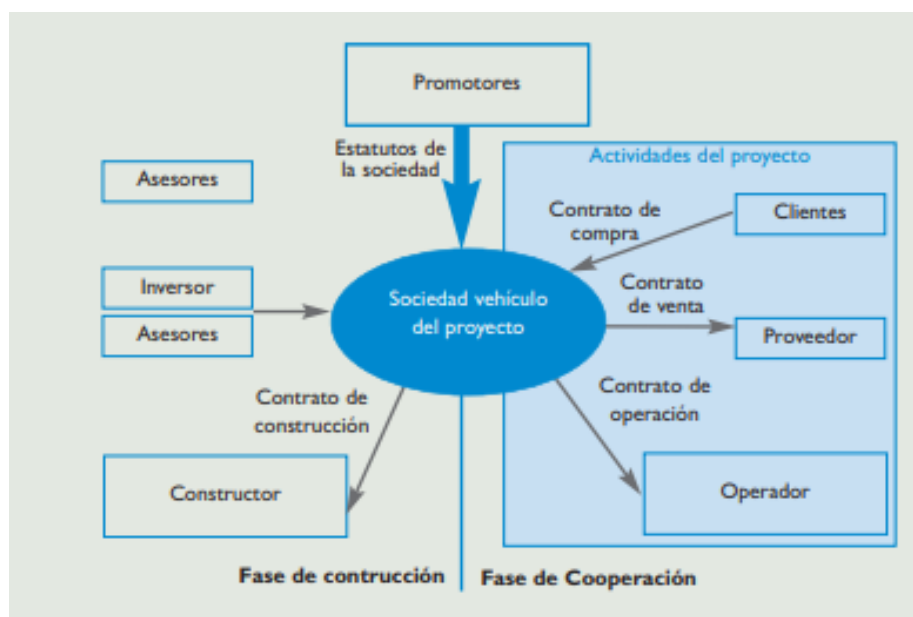 Promotores
Estatutos de
la sociedad
Actividades del proyecto
Asesores
Contrato de
compra
Clientes
Inversor
Asesores
Sociedad vehículo
del proyecto
Contrato
de venta
Proveedor
Contrato de
construcción
Contrato de
operación
Constructor
Operador
Fase de contrucción
Fase de Cooperación